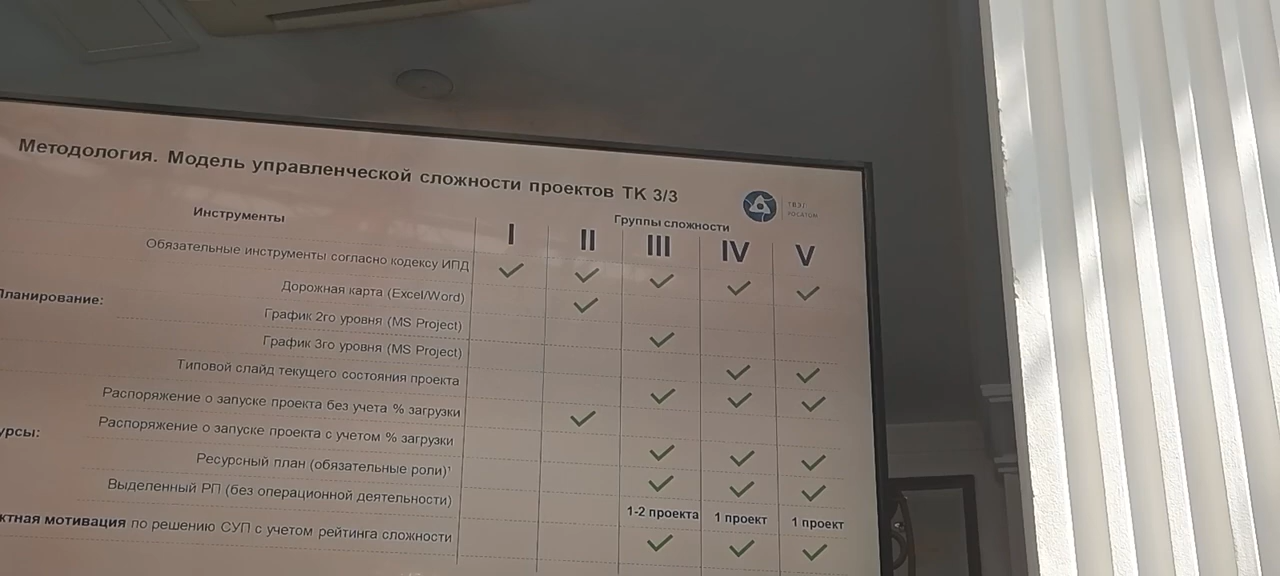 Методология. Модель управленческой сложности проектов ТК 3/3
ТВЭЛ
РОСАТОМ
Инструменты
Группы сложности
I II III IV V
Обязательные инструменты согласно кодексу ИПД
Дорожная карта (Excel/Word)
Планирование:
График 2го уровня (MS Project)
График 3го уровня (MS Project)
Типовой слайд текущего состояния проекта
Распоряжение о запуске проекта без учета % загрузки
урсы:
Распоряжение о запуске проекта с учетом % загрузки
Ресурсный план (обязательные роли)¹
Выделенный РП (без операционной деятельности)
1-2 проекта 1 проект 1 проект
ктная мотивация по решению СУП с учетом рейтинга сложности